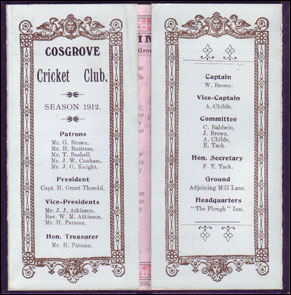 COSGROVE
Cricket Club.
SEASON 1912.
Patrons
Mr. G. Brown.
Mr. H. Buttress.
Mr. T. Bushell
Mr. J. W. Canham.
Mr. J. G. Knight.
President
Capt. H. Grant Thorold.
Vice-Presidents
Mr. J. J. Atkinson.
Rev. W. M. Atkinson.
Mr. H. Patman.
Hon. Treasurer
Mr. H. Patman.
Captain
W. Brown.
Vice-Captain
A. Childs.
Committee
C. Baldwin,
J. Brown,
A. Childs,
E. Tack.
Hon. Secretary
F. T. Tack.
Ground
Adjoining Mill Lane.
Headquarters
"The Plough" Inn.